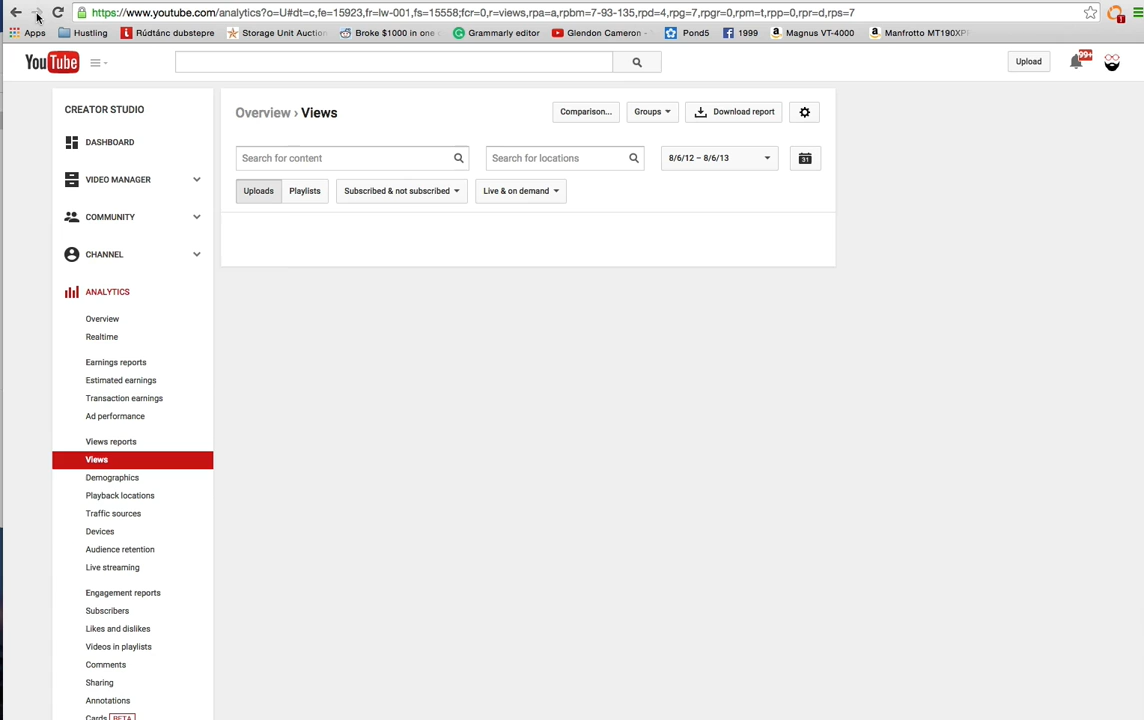 https://www.youtube.com/analytics?o=U#dt=c,fe=15923,fr=lw-001,fs=15558;fcr=0,r=views,rpa=a,rpbm=7-93-135,rpd=4,rpg=7,rpgr=0,rpm=t,rpp=0,rpr=d,rps=7
Apps Hustling Rúdtánc dubstepre Storage Unit Auction Broke $1000 in one Grammarly editor Glendon Cameron - Pond5 1999 Magnus VT-4000 Manfrotto MT190XP
YouTube Upload 99+
CREATOR STUDIO
Overview › Views Comparison... Groups Download report
DASHBOARD
Search for content Search for locations 8/6/12 – 8/6/13 31
VIDEO MANAGER
Uploads Playlists Subscribed & not subscribed Live & on demand
COMMUNITY
CHANNEL
ANALYTICS
Overview
Realtime
Earnings reports
Estimated earnings
Transaction earnings
Ad performance
Views reports
Views
Demographics
Playback locations
Traffic sources
Devices
Audience retention
Live streaming
Engagement reports
Subscribers
Likes and dislikes
Videos in playlists
Comments
Sharing
Annotations
Cards BETA